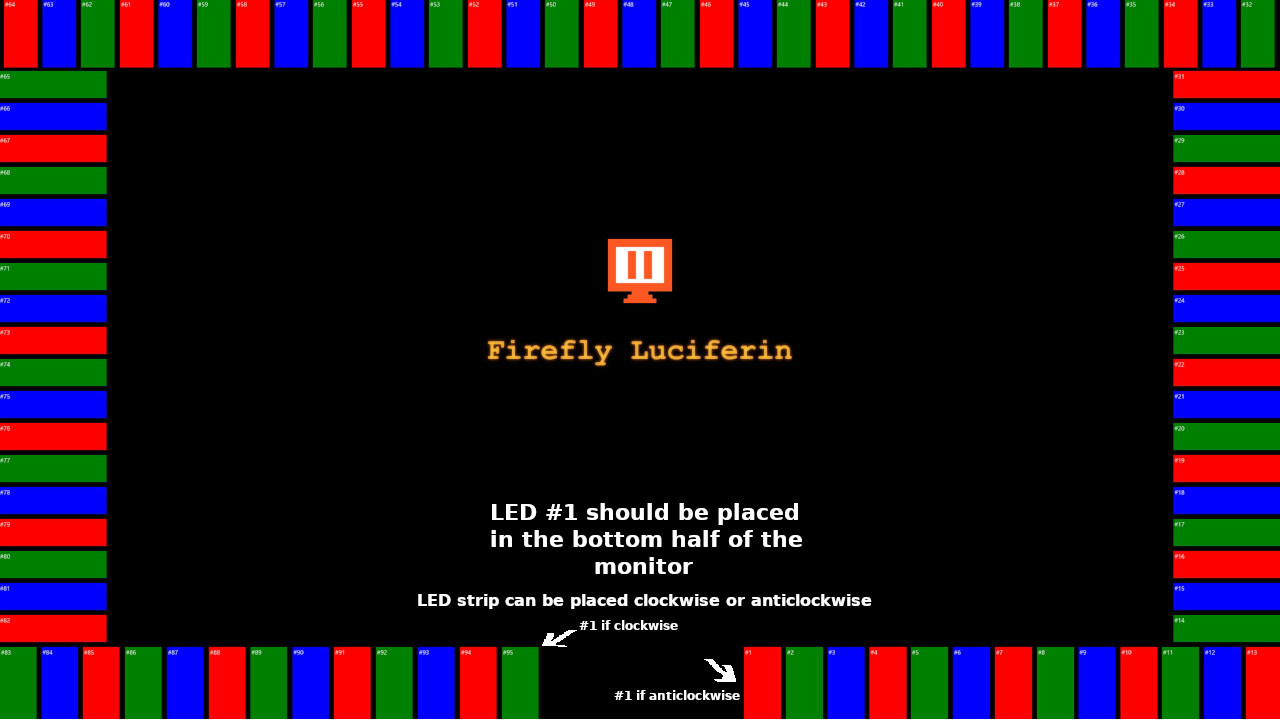 #64 #63 #62 #61 #60 #59 #58 #57 #56 #55 #54 #53 #52 #51 #50 #49 #48 #47 #46 #45 #44 #43 #42 #41 #40 #39 #38 #37 #36 #35 #34 #33 #32
#65 #31
#66 #30
#67 #29
#68 #28
#69 #27
#70 #26
#71 #25
#72 #24
#73 #23
#74 #22
#75 #21
#76 #20
#77 #19
#78 #18
#79 #17
#80 #16
#81 #15
#82 #14
Firefly Luciferin
LED #1 should be placed
in the bottom half of the
monitor
LED strip can be placed clockwise or anticlockwise
#1 if clockwise
#83 #84 #85 #86 #87 #88 #89 #90 #91 #92 #93 #94 #95 #1 #2 #3 #4 #5 #6 #7 #8 #9 #10 #11 #12 #13
#1 if anticlockwise